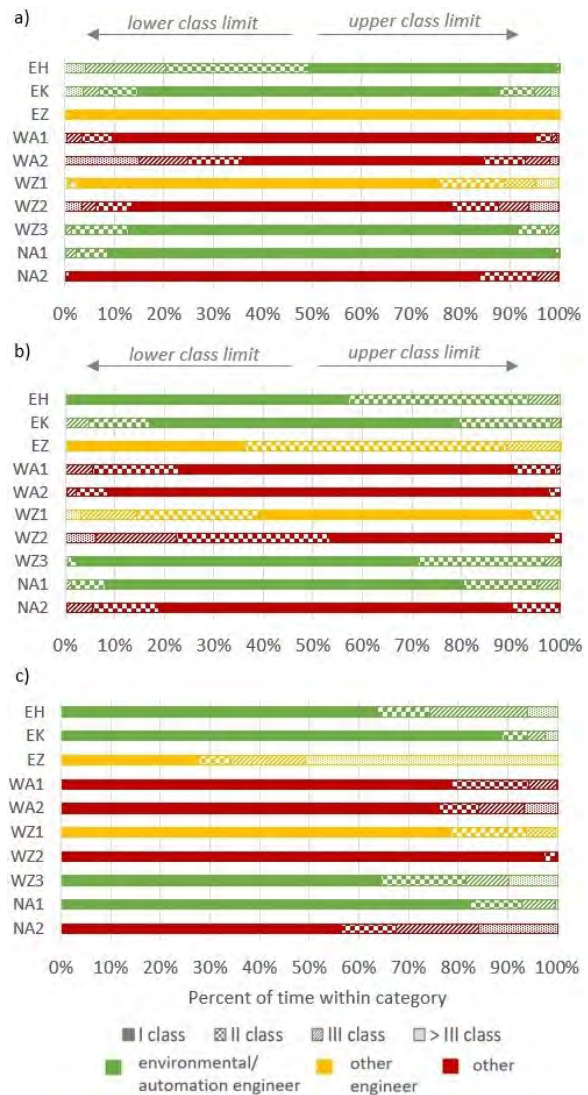 a)
lower class limit upper class limit
EH
EK
EZ
WA1
WA2
WZ1
WZ2
WZ3
NA1
NA2
0% 10% 20% 30% 40% 50% 60% 70% 80% 90% 100%
b)
lower class limit upper class limit
EH
EK
EZ
WA1
WA2
WZ1
WZ2
WZ3
NA1
NA2
0% 10% 20% 30% 40% 50% 60% 70% 80% 90% 100%
c)
EH
EK
EZ
WA1
WA2
WZ1
WZ2
WZ3
NA1
NA2
0% 10% 20% 30% 40% 50% 60% 70% 80% 90% 100%
Percent of time within category
I class II class III class > III class
environmental/ other other
automation engineer engineer